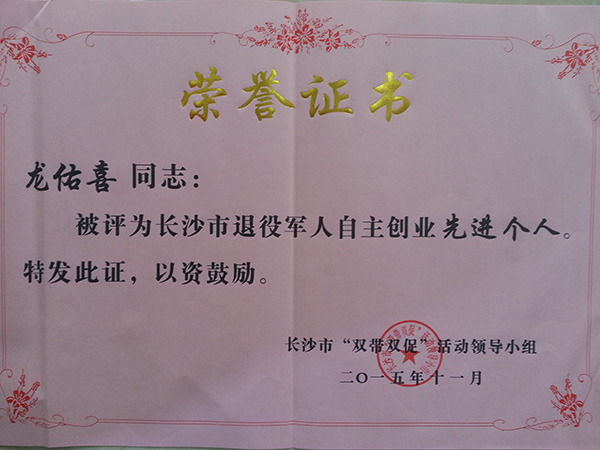 荣誉证书
龙佑喜 同志：
被评为长沙市退役军人自主创业先进个人。
特发此证，以资鼓励。
长沙市“双带双促”活动领导小组
二〇一五年十一月